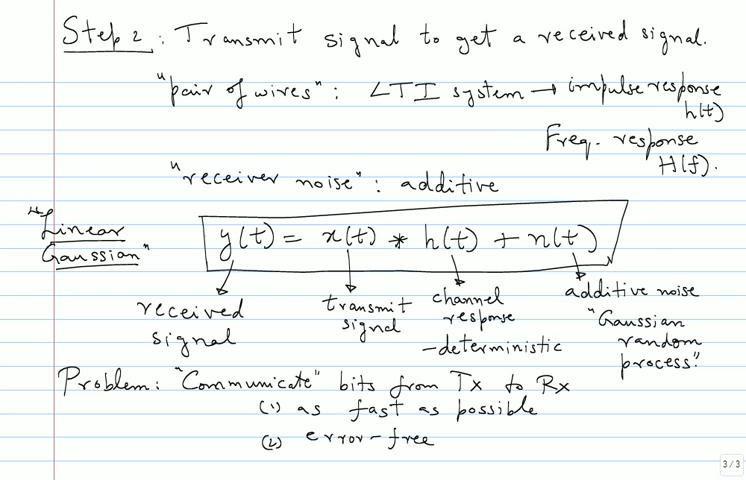 Step 2: Transmit signal to get a received signal.
"pair of wires": LTI system → impulse response
h(t)
Freq. response
H(f).
"receiver noise": additive
"Linear
Gaussian"
y(t) = x(t) * h(t) + n(t)
received
signal
transmit
signal
channel
response
-deterministic
additive noise
"Gaussian
random
process".
Problem: "Communicate" bits from Tx to Rx
(1) as fast as possible
(2) error-free
3/3